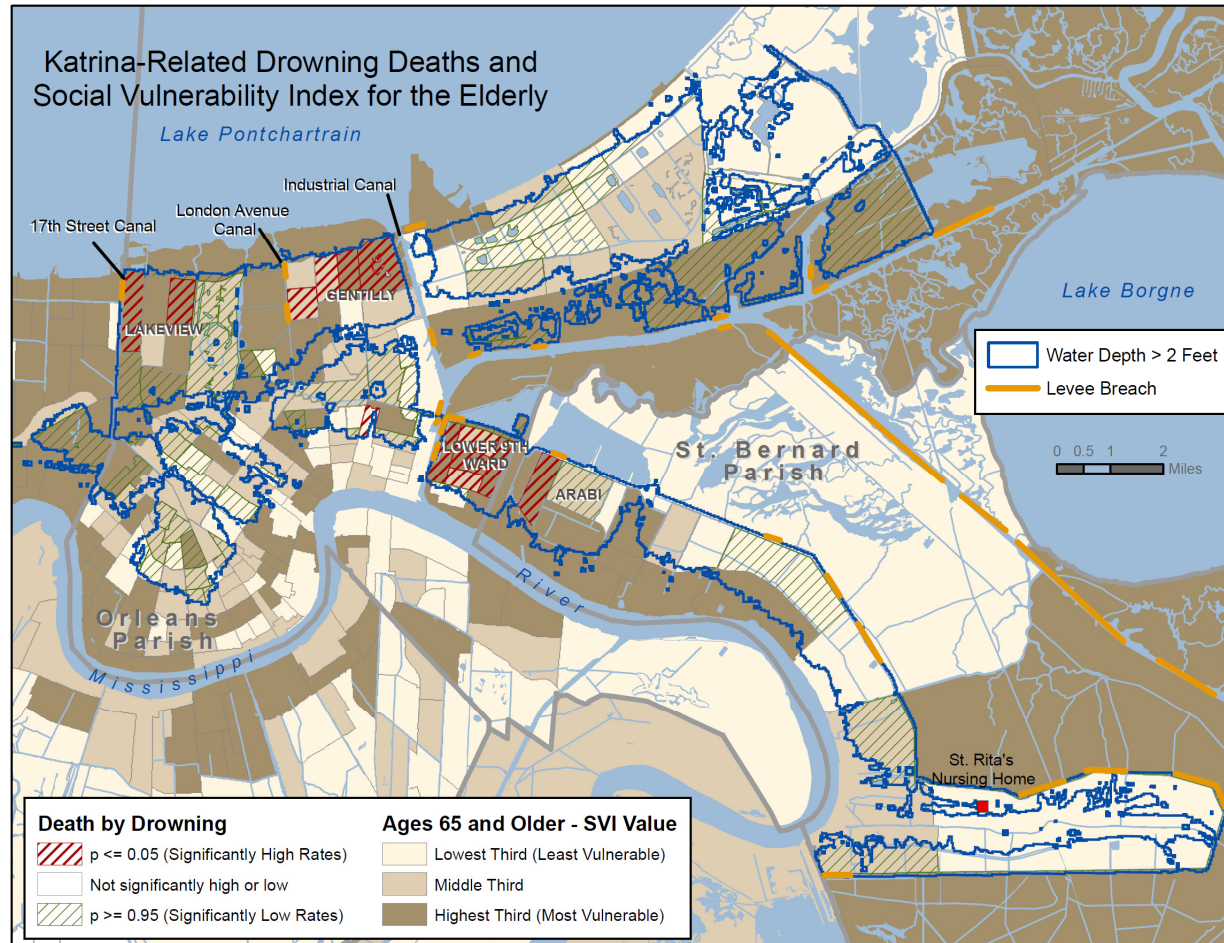 Katrina-Related Drowning Deaths and
Social Vulnerability Index for the Elderly
Lake Pontchartrain
Industrial Canal
London Avenue
Canal
17th Street Canal
GENTILLY
LAKEVIEW
Lake Borgne
Water Depth > 2 Feet
Levee Breach
0 0.5 1 2
Miles
LOWER 9TH
WARD
ARABI
St. Bernard
Parish
River
Orleans
Parish
Mississippi
St. Rita's
Nursing Home
Death by Drowning
p <= 0.05 (Significantly High Rates)
Not significantly high or low
p >= 0.95 (Significantly Low Rates)
Ages 65 and Older - SVI Value
Lowest Third (Least Vulnerable)
Middle Third
Highest Third (Most Vulnerable)